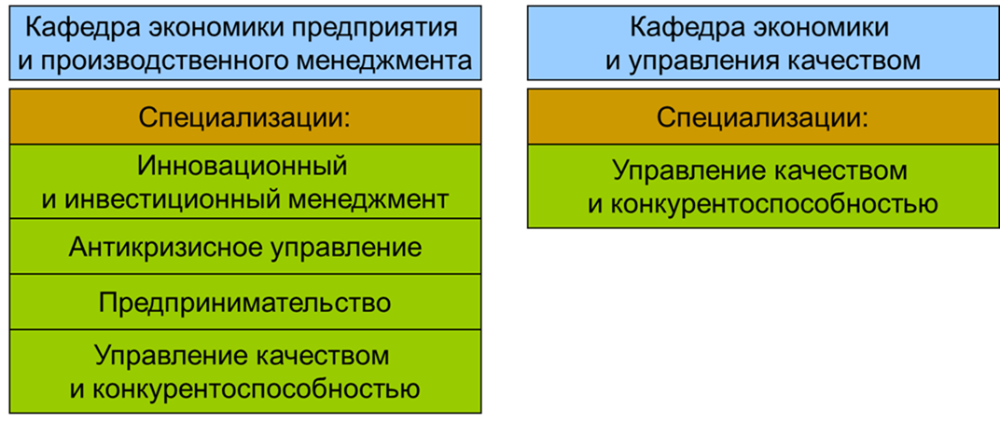 Кафедра экономики предприятия
и производственного менеджмента
Специализации:
Инновационный
и инвестиционный менеджмент
Антикризисное управление
Предпринимательство
Управление качеством
и конкурентоспособностью
Кафедра экономики
и управления качеством
Специализации:
Управление качеством
и конкурентоспособностью